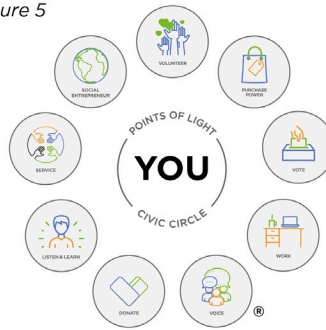 ure 5
VOLUNTEER
SOCIAL
ENTREPRENEUR
PURCHASE
POWER
POINTS OF LIGHT
YOU
CIVIC CIRCLE
SERVICE
VOTE
LISTEN & LEARN
WORK
DONATE
VOICE
®